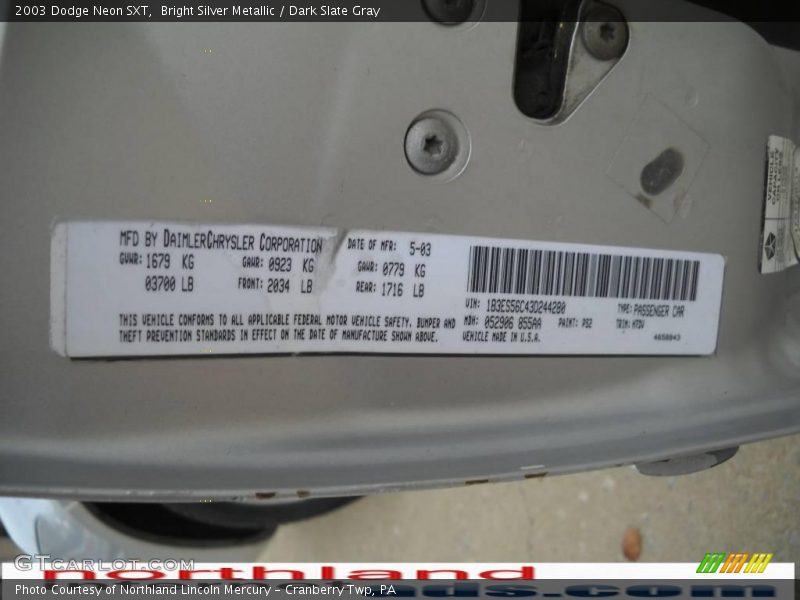 2003 Dodge Neon SXT,  Bright Silver Metallic / Dark Slate Gray
MFD BY DAIMLERCHRYSLER CORPORATION DATE OF MFR: 5-03
GVWR: 1679 KG GAWR: 0923 KG GAWR: 0779 KG
03700 LB FRONT: 2034 LB REAR: 1716 LB
VIN: 1B3ES56C43D244280 TYPE: PASSENGER CAR
MDH: 052906 855AA PAINT: PS2 TRIM:
THIS VEHICLE CONFORMS TO ALL APPLICABLE FEDERAL MOTOR VEHICLE SAFETY, BUMPER AND
THEFT PREVENTION STANDARDS IN EFFECT ON THE DATE OF MANUFACTURE SHOWN ABOVE.
VEHICLE MADE IN U.S.A. 4658843
GTCARLOT.COM
northland
Photo Courtesy of Northland Lincoln Mercury - Cranberry Twp, PA